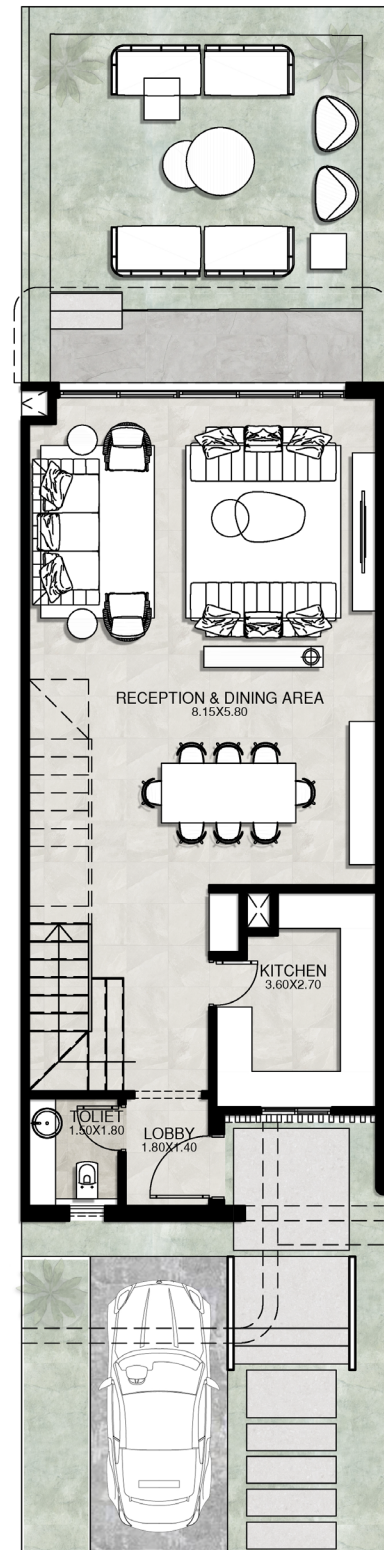 RECEPTION & DINING AREA
8.15X5.80
KITCHEN
3.60X2.70
TOLIET
1.50X1.80
LOBBY
1.80X1.40